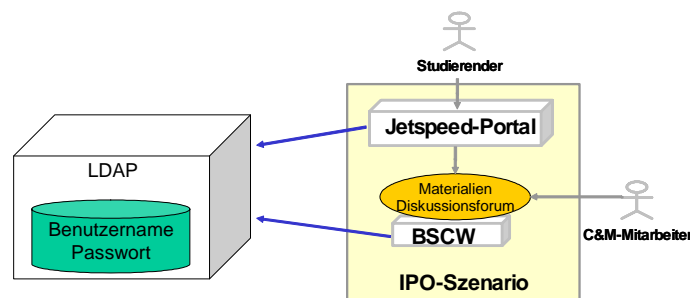 Studierender
Jetspeed-Portal
LDAP
Benutzername
Passwort
Materialien
Diskussionsforum
BSCW
C&M-Mitarbeiter
IPO-Szenario